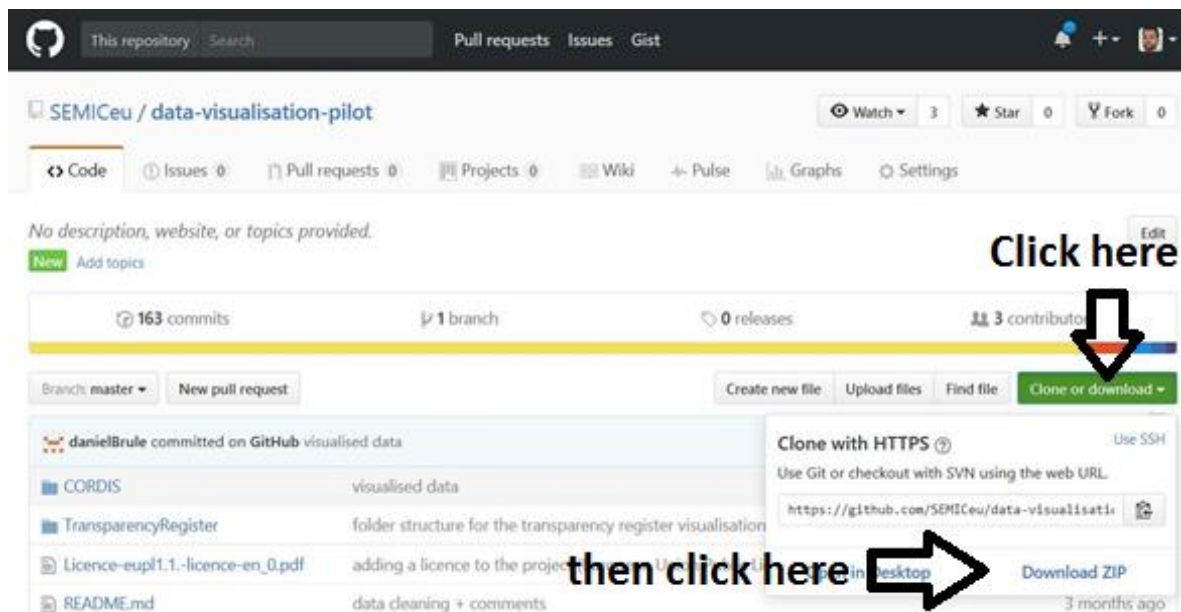 This repository Search Pull requests Issues Gist
SEMICeu / data-visualisation-pilot Watch 3 Star 0 Fork 0
Code Issues 0 Pull requests 0 Projects 0 Wiki Pulse Graphs Settings
No description, website, or topics provided. Edit
New Add topics
Click here
163 commits 1 branch 0 releases 3
Branch: master New pull request Create new file Upload files Find file Clone or download
danielBrule committed on GitHub visualised data
Clone with HTTPS Use SSH
Use Git or checkout with SVN using the web URL.
CORDIS visualised data
https://github.com/SEMICeu/data-visualisati
TransparencyRegister folder structure for the transparency register visualisation
Licence-eupl1.1.-licence-en_0.pdf adding a licence to the project
then click here
in Desktop Download ZIP
README.md data cleaning + comments 3 months ago